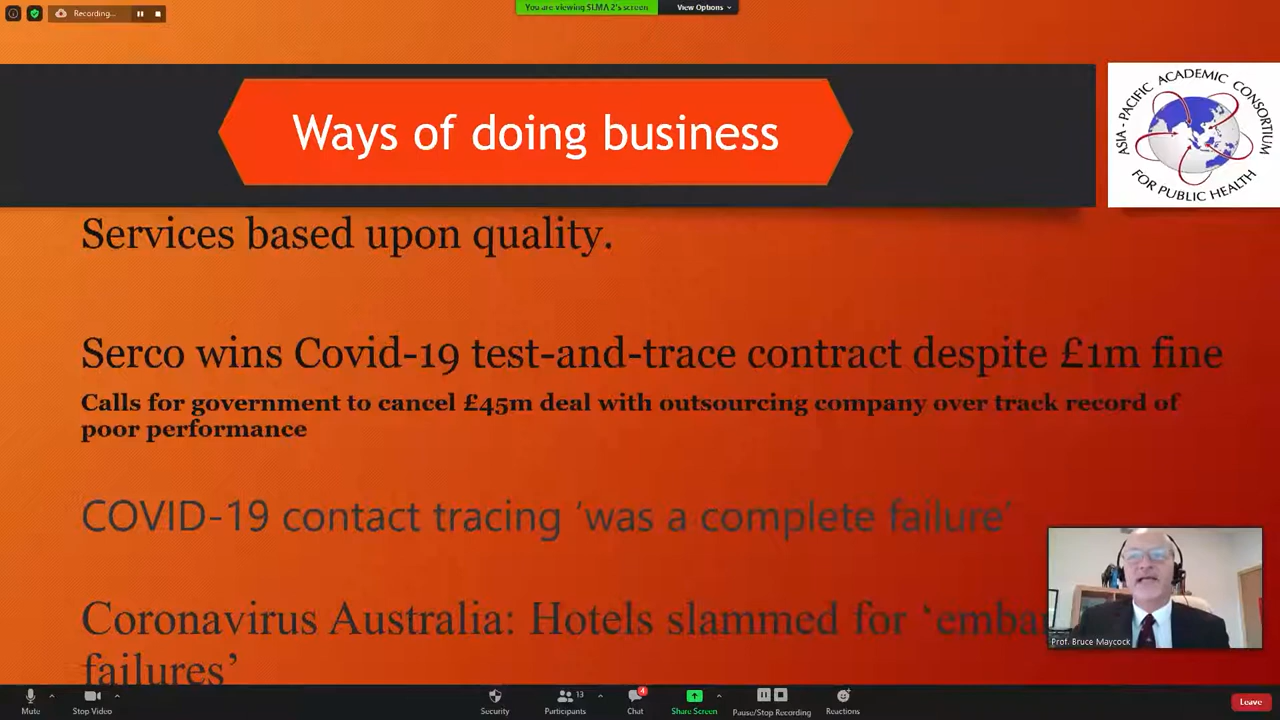 Recording...
You are viewing SLMA 2's screen
View Options
Ways of doing business
ASIA - PACIFIC ACADEMIC CONSORTIUM
FOR PUBLIC HEALTH
Services based upon quality.
Serco wins Covid-19 test-and-trace contract despite £1m fine
Calls for government to cancel £45m deal with outsourcing company over track record of
poor performance
COVID-19 contact tracing 'was a complete failure'
Coronavirus Australia: Hotels slammed for
failures’
Prof. Bruce Maycock
Mute
Stop Video
Security
13
Participants
4
Chat
Share Screen
Pause/Stop Recording
Reactions
Leave